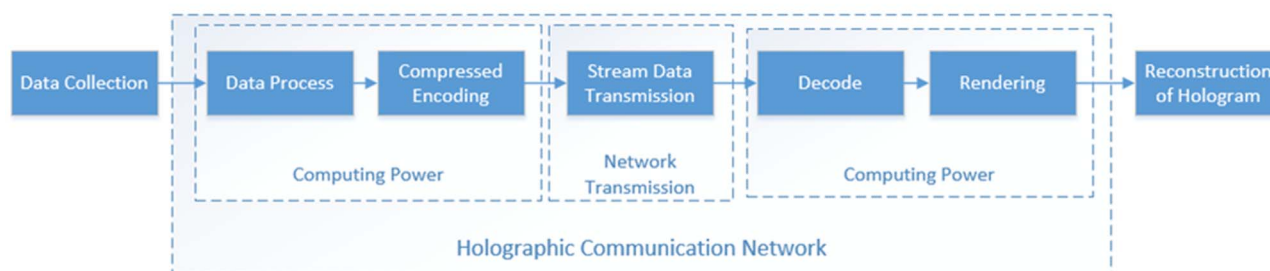 Data Collection
Data Process
Compressed
Encoding
Stream Data
Transmission
Decode
Rendering
Reconstruction
of Hologram
Computing Power
Network
Transmission
Computing Power
Holographic Communication Network